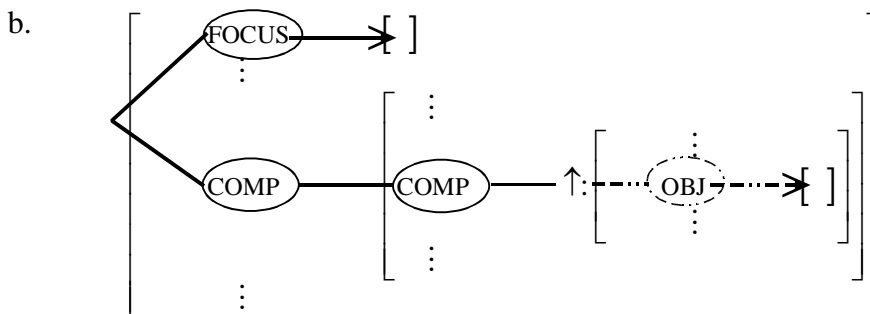 b.
FOCUS → [ ]
⋮
⋮ ⋮
COMP COMP ↑: OBJ → [ ]
⋮ ⋮
⋮